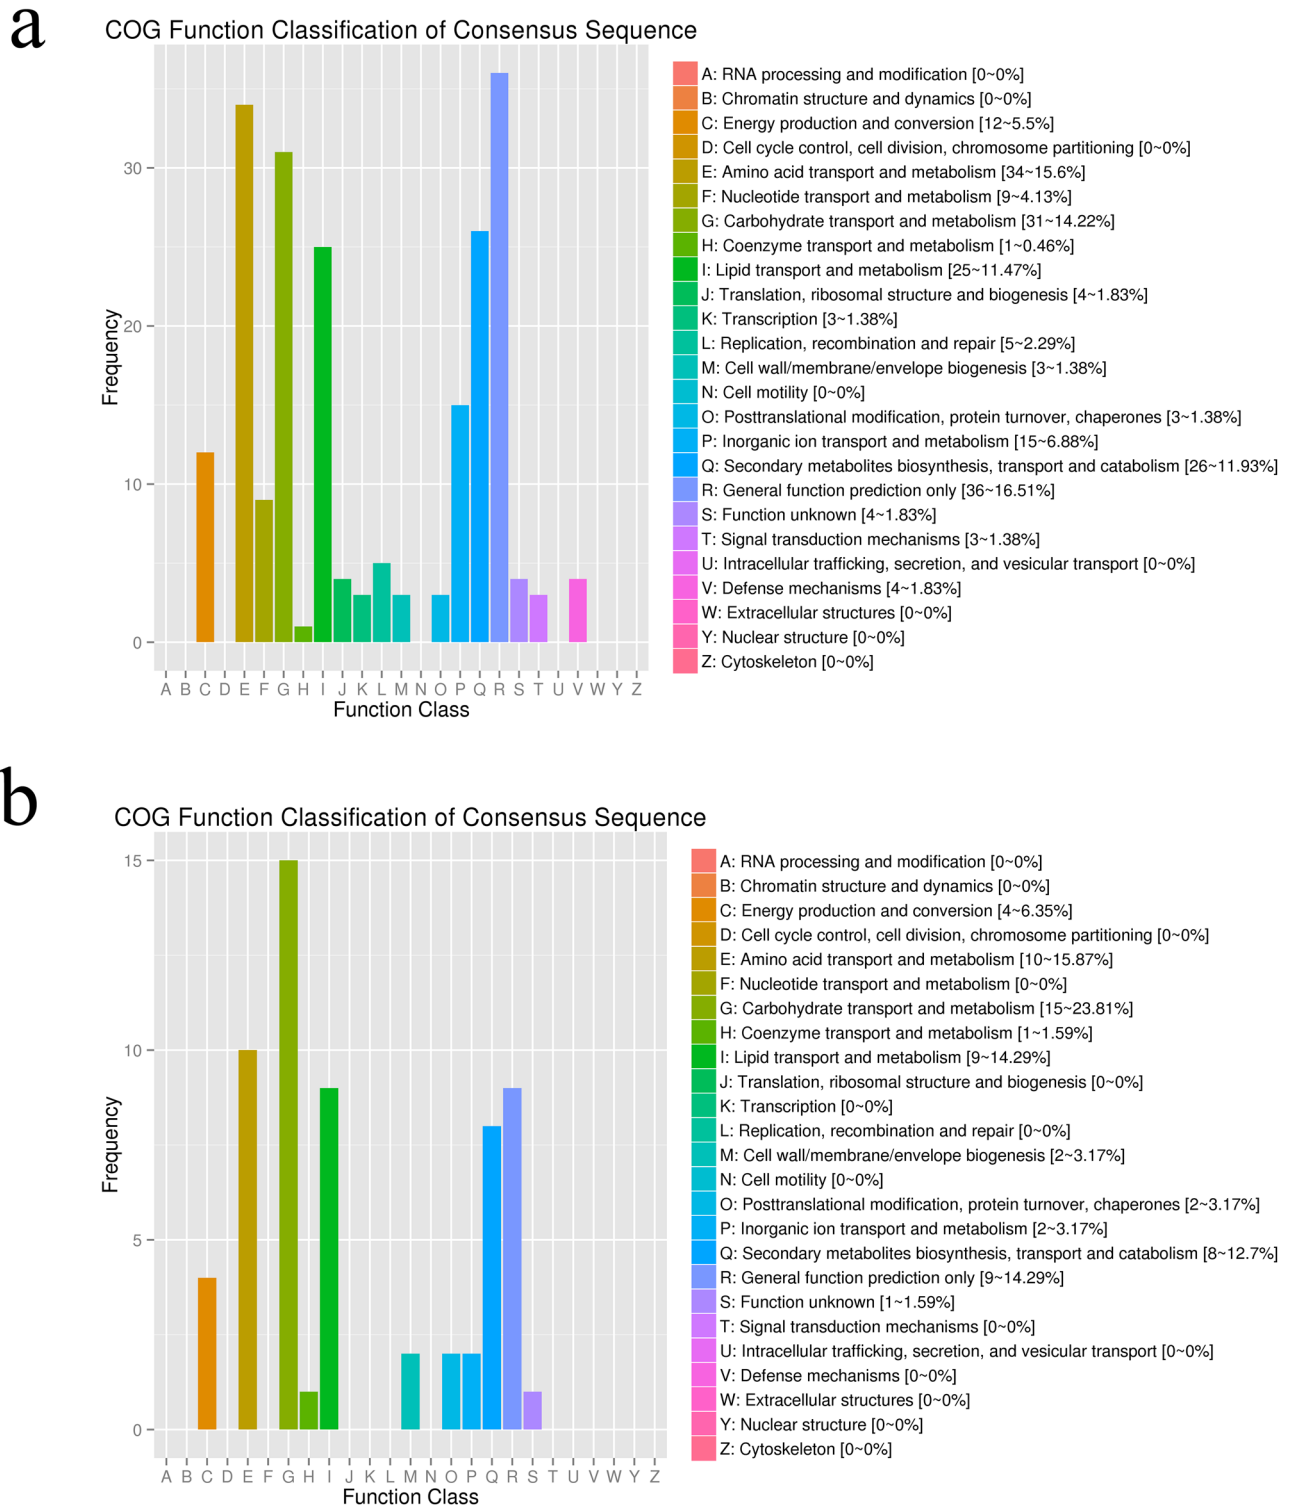 a
COG Function Classification of Consensus Sequence
Frequency
30
20
10
0
A B C D E F G H I J K L M N O P Q R S T U V W Y Z
Function Class
A: RNA processing and modification [0~0%]
B: Chromatin structure and dynamics [0~0%]
C: Energy production and conversion [12~5.5%]
D: Cell cycle control, cell division, chromosome partitioning [0~0%]
E: Amino acid transport and metabolism [34~15.6%]
F: Nucleotide transport and metabolism [9~4.13%]
G: Carbohydrate transport and metabolism [31~14.22%]
H: Coenzyme transport and metabolism [1~0.46%]
I: Lipid transport and metabolism [25~11.47%]
J: Translation, ribosomal structure and biogenesis [4~1.83%]
K: Transcription [3~1.38%]
L: Replication, recombination and repair [5~2.29%]
M: Cell wall/membrane/envelope biogenesis [3~1.38%]
N: Cell motility [0~0%]
O: Posttranslational modification, protein turnover, chaperones [3~1.38%]
P: Inorganic ion transport and metabolism [15~6.88%]
Q: Secondary metabolites biosynthesis, transport and catabolism [26~11.93%]
R: General function prediction only [36~16.51%]
S: Function unknown [4~1.83%]
T: Signal transduction mechanisms [3~1.38%]
U: Intracellular trafficking, secretion, and vesicular transport [0~0%]
V: Defense mechanisms [4~1.83%]
W: Extracellular structures [0~0%]
Y: Nuclear structure [0~0%]
Z: Cytoskeleton [0~0%]
b
COG Function Classification of Consensus Sequence
Frequency
15
10
5
0
A B C D E F G H I J K L M N O P Q R S T U V W Y Z
Function Class
A: RNA processing and modification [0~0%]
B: Chromatin structure and dynamics [0~0%]
C: Energy production and conversion [4~6.35%]
D: Cell cycle control, cell division, chromosome partitioning [0~0%]
E: Amino acid transport and metabolism [10~15.87%]
F: Nucleotide transport and metabolism [0~0%]
G: Carbohydrate transport and metabolism [15~23.81%]
H: Coenzyme transport and metabolism [1~1.59%]
I: Lipid transport and metabolism [9~14.29%]
J: Translation, ribosomal structure and biogenesis [0~0%]
K: Transcription [0~0%]
L: Replication, recombination and repair [0~0%]
M: Cell wall/membrane/envelope biogenesis [2~3.17%]
N: Cell motility [0~0%]
O: Posttranslational modification, protein turnover, chaperones [2~3.17%]
P: Inorganic ion transport and metabolism [2~3.17%]
Q: Secondary metabolites biosynthesis, transport and catabolism [8~12.7%]
R: General function prediction only [9~14.29%]
S: Function unknown [1~1.59%]
T: Signal transduction mechanisms [0~0%]
U: Intracellular trafficking, secretion, and vesicular transport [0~0%]
V: Defense mechanisms [0~0%]
W: Extracellular structures [0~0%]
Y: Nuclear structure [0~0%]
Z: Cytoskeleton [0~0%]